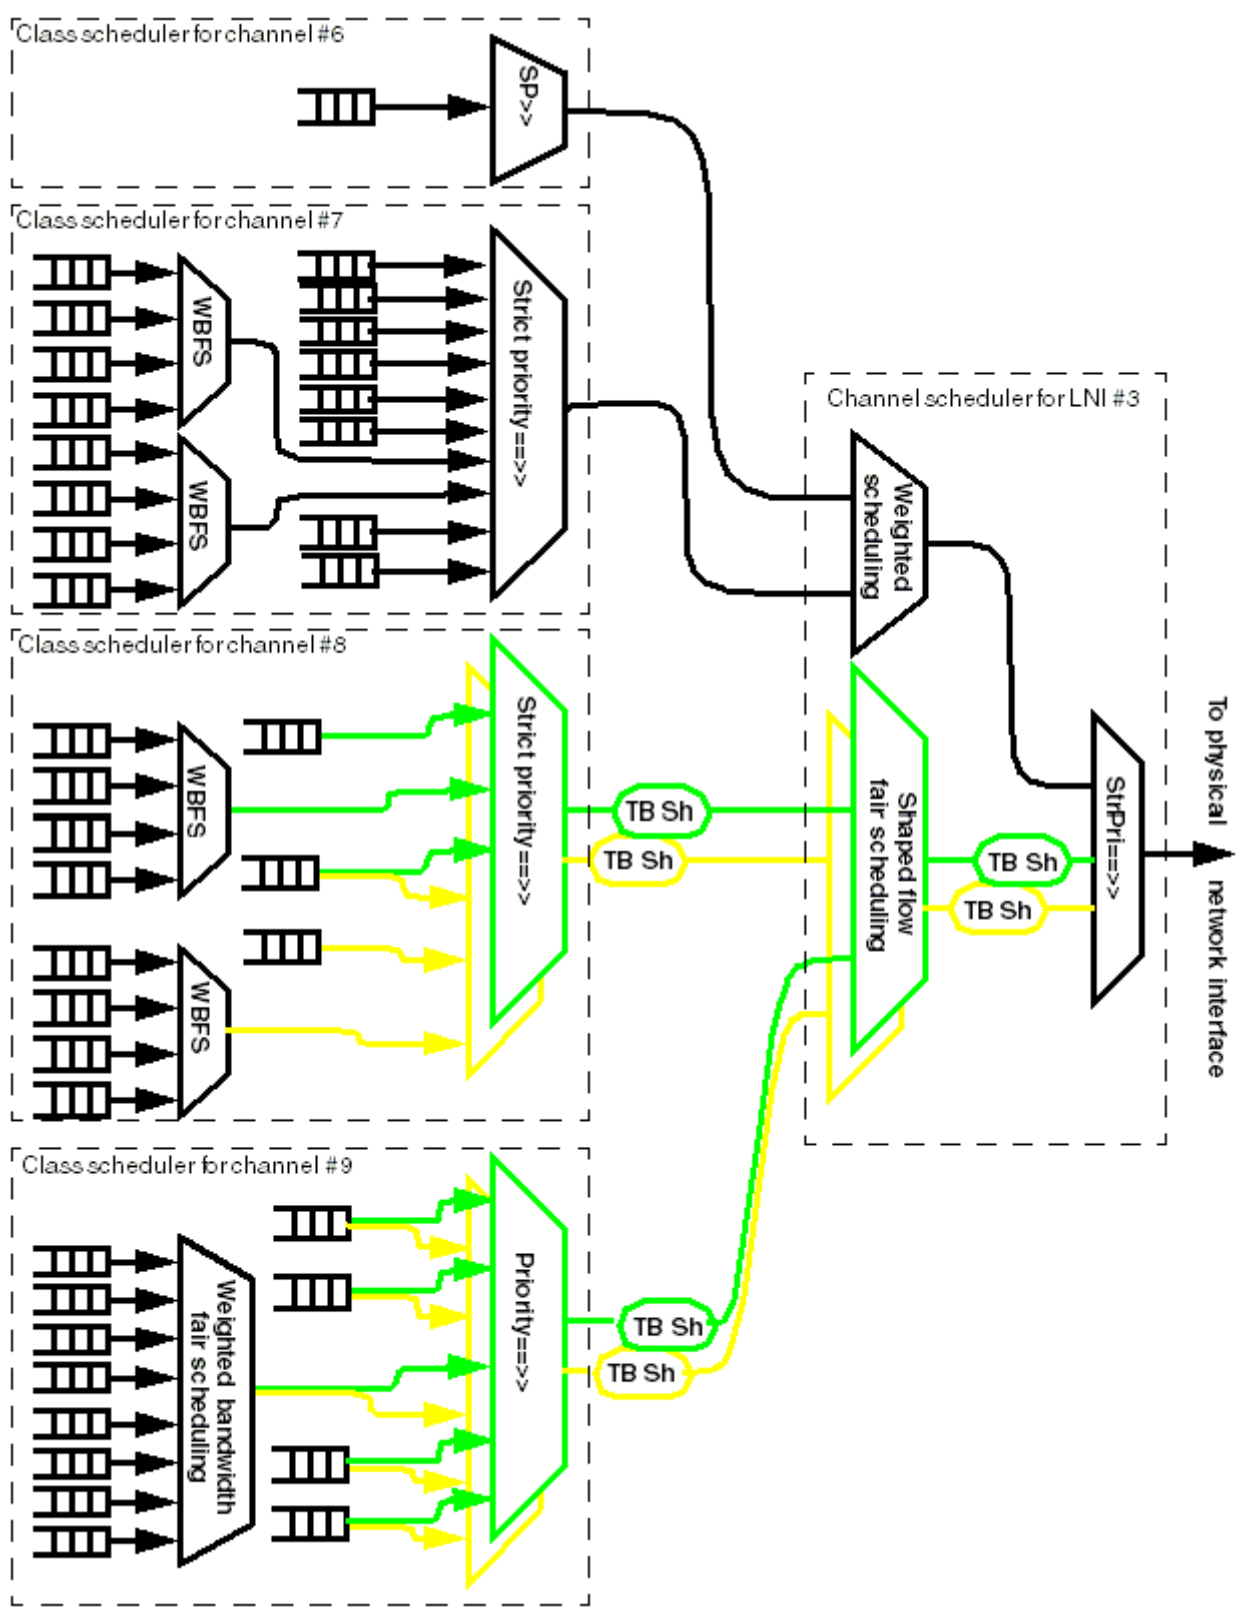 Class scheduler for channel #6
SP>>
Class scheduler for channel #7
WBFS
WBFS
Strict priority==>>
Channel scheduler for LNI #3
Weighted
scheduling
Class scheduler for channel #8
WBFS
WBFS
Strict priority==>>
TB Sh
TB Sh
Shaped flow
fair scheduling
TB Sh
TB Sh
StrPri==>>
To physical network interface
Class scheduler for channel #9
Weighted bandwidth
fair scheduling
Priority==>>
TB Sh
TB Sh